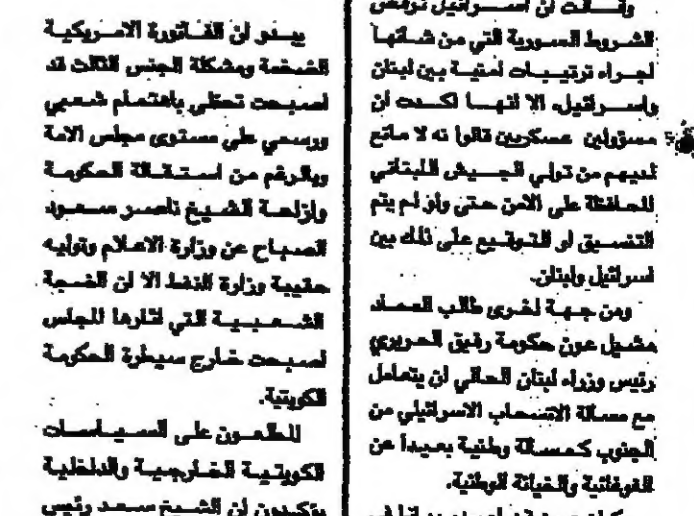 وقالت ان اسرائيل ترفض
الشروط السورية التي من شأنها
اجراء ترتيبات امنية بين لبنان
واسرائيل، الا انها اكدت ان
مسؤولين عسكريين قالوا نه لا مانع
لديهم من تولي الجيش اللبناني
المحافظة على الامن حتى ولو لم يتم
التنسيق او التوقيع على ذلك بين
اسرائيل ولبنان.
ومن جهة اخرى طالب العماد
ميشيل عون حكومة رفيق الحريري
رئيس وزراء لبنان الحالي ان يتعامل
مع مسألة الانسحاب الاسرائيلي من
الجنوب كمسألة وطنية بعيداً عن
الغوغائية والخيانة الوطنية.
يبدو ان الفاتورة الامريكية
الضخمة ومشكلة الجنس الثالث قد
اصبحت تحظى باهتمام شعبي
ورسمي على مستوى مجلس الامة
وبالرغم من استقالة الحكومة
وازاحة الشيخ ناصر سعود
الصباح عن وزارة الاعلام وتوليه
حقيبة وزارة النفط الا ان الضجة
الشعبية التي اثارها المجلس
اصبحت خارج سيطرة الحكومة
الكويتية.
المطلعون على السياسات
الكويتية الخارجية والداخلية
يؤكدون ان الشيخ سعد رئيس